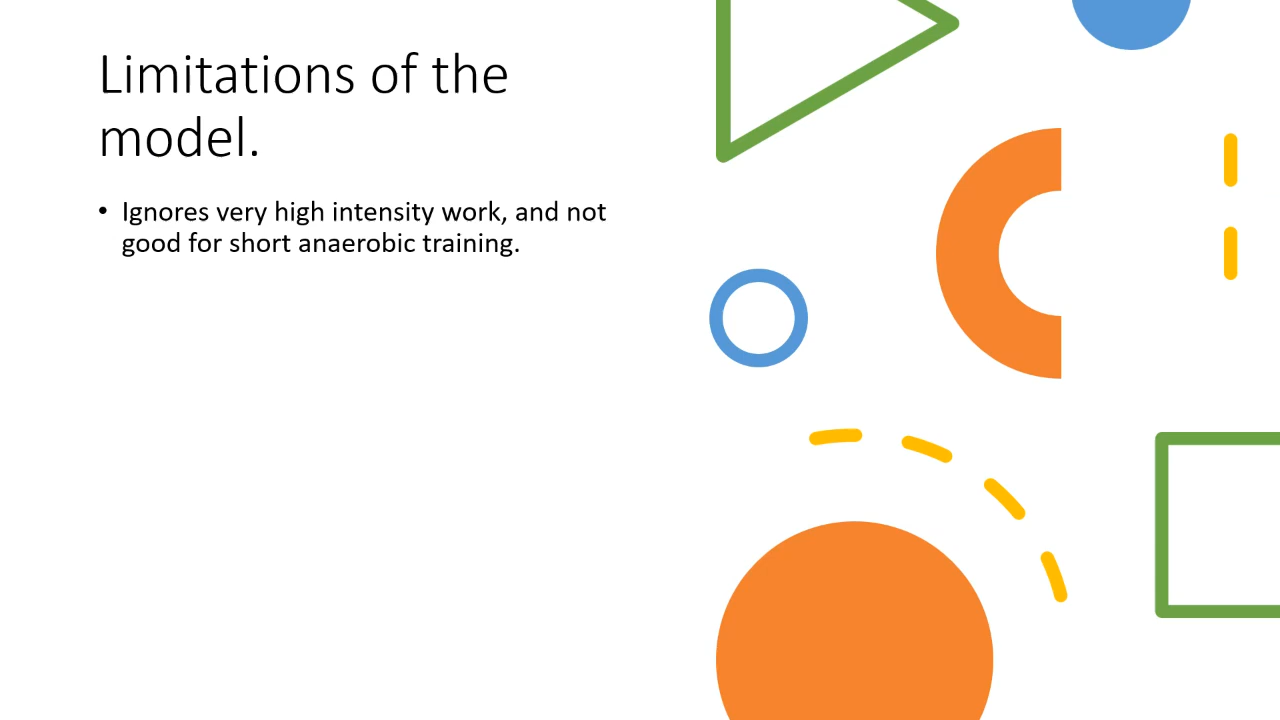 Limitations of the
model.
• Ignores very high intensity work, and not
good for short anaerobic training.